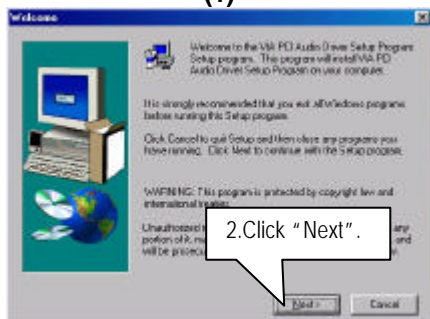 Welcome
Welcome to the VIA PCI Audio Driver Setup Program
Setup program. This program will install VIA PCI
Audio Driver Setup Program on your computer.
It is strongly recommended that you exit all Windows programs
before running this Setup program.
Click Cancel to quit Setup and then close any programs you
have running. Click Next to continue with the Setup program.
WARNING: This program is protected by copyright law and
international treaties.
Unauthorized any
portion of it, and
will be
2.Click “Next”.
Next >
Cancel